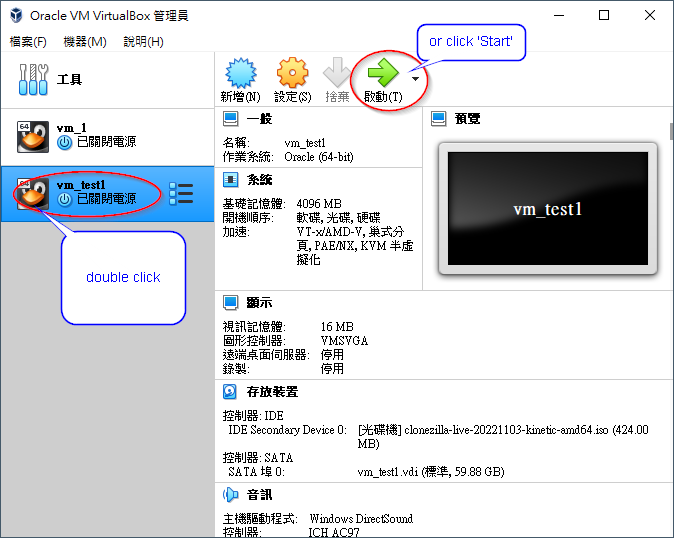 Oracle VM VirtualBox 管理員
檔案(F) 機器(M) 說明(H)
or click 'Start'
工具
新增(N) 設定(S) 捨棄 啟動(T)
64
vm_1
已關閉電源
64
vm_test1
已關閉電源
double click
一般
名稱: vm_test1
作業系統: Oracle (64-bit)
預覽
vm_test1
系統
基礎記憶體: 4096 MB
開機順序: 軟碟, 光碟, 硬碟
加速: VT-x/AMD-V, 巢式分
頁, PAE/NX, KVM 半虛
擬化
顯示
視訊記憶體: 16 MB
圖形控制器: VMSVGA
遠端桌面伺服器: 停用
錄製: 停用
存放裝置
控制器: IDE
IDE Secondary Device 0: [光碟機] clonezilla-live-20221103-kinetic-amd64.iso (424.00
MB)
控制器: SATA
SATA 埠 0: vm_test1.vdi (標準, 59.88 GB)
音訊
主機驅動程式: Windows DirectSound
控制器: ICH AC97